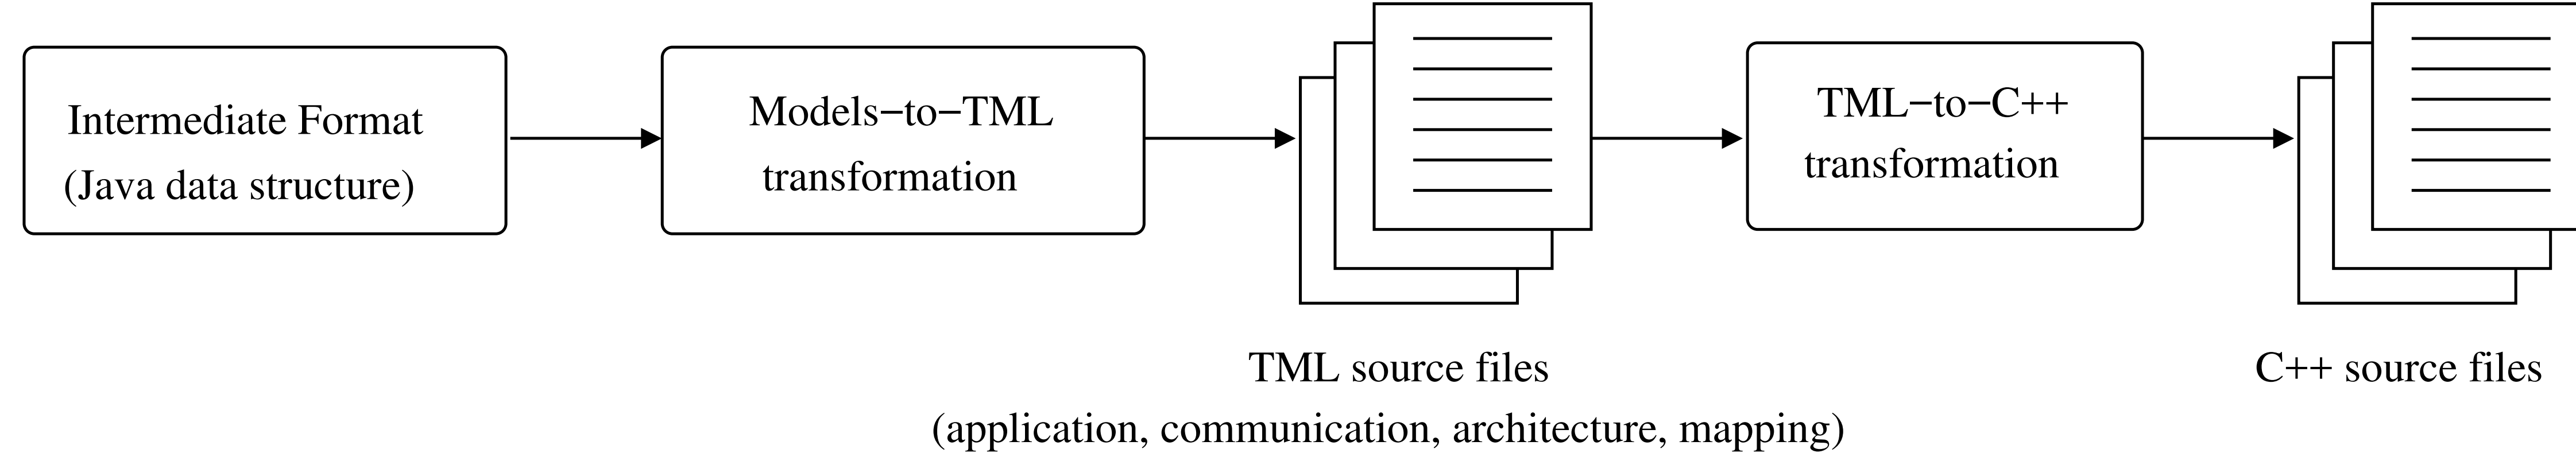 Intermediate Format
(Java data structure)
Models−to−TML
transformation
TML−to−C++
transformation
TML source files
(application, communication, architecture, mapping)
C++ source files